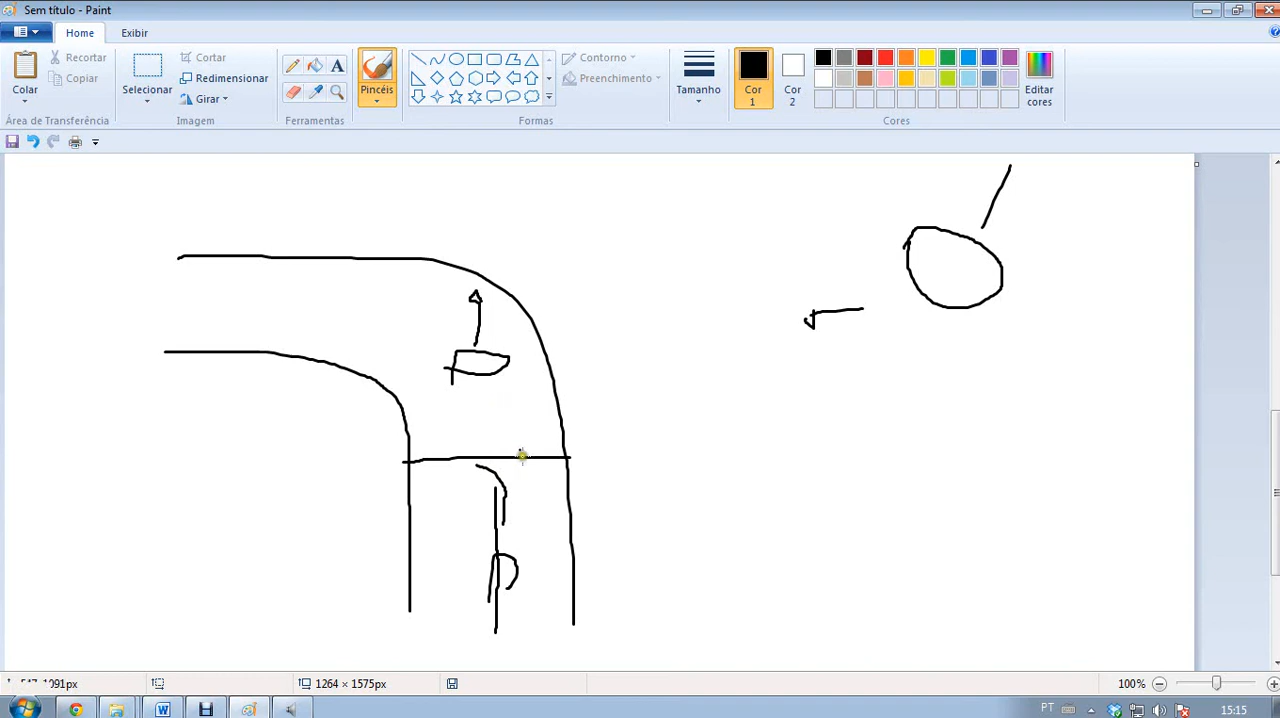 Sem título - Paint
Home Exibir
Colar
Recortar
Copiar
Área de Transferência
Selecionar
Cortar
Redimensionar
Girar
Imagem
A
Ferramentas
Pincéis
Contorno
Preenchimento
Formas
Tamanho
Cor 1
Cor 2
Editar cores
Cores
1264 × 1575px
100%
W
PT
15:15